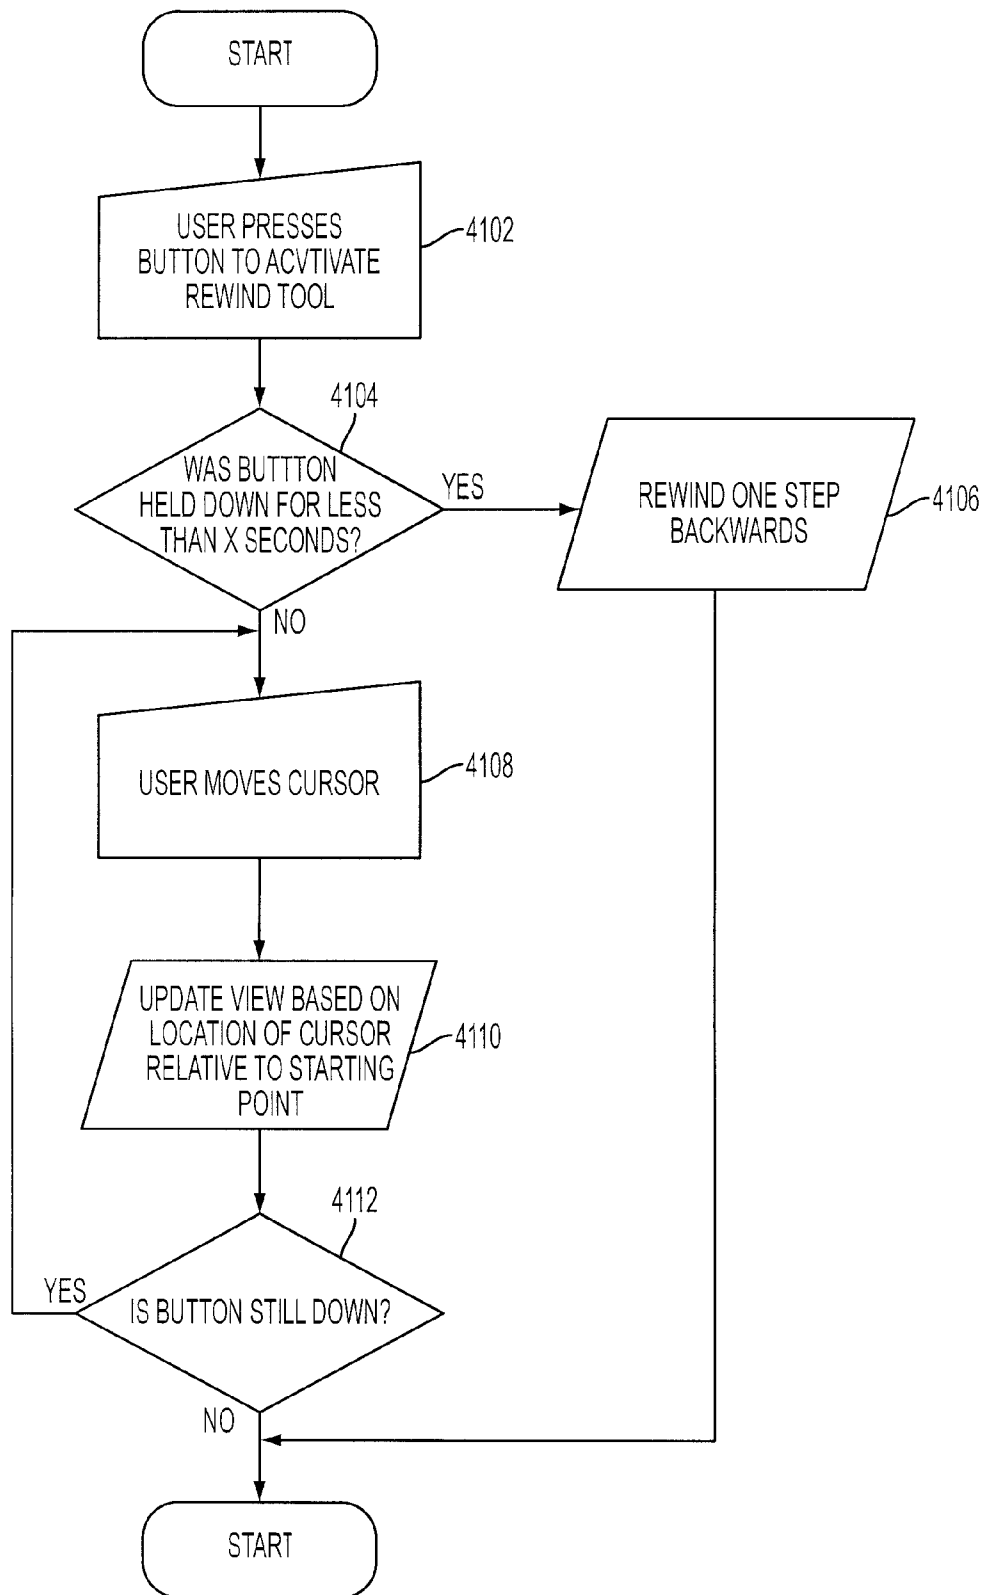 START
USER PRESSES
BUTTON TO ACVTIVATE
REWIND TOOL
4102
4104
WAS BUTTTON
HELD DOWN FOR LESS
THAN X SECONDS?
YES
REWIND ONE STEP
BACKWARDS
4106
NO
USER MOVES CURSOR
4108
UPDATE VIEW BASED ON
LOCATION OF CURSOR
RELATIVE TO STARTING
POINT
4110
4112
YES
IS BUTTON STILL DOWN?
NO
START